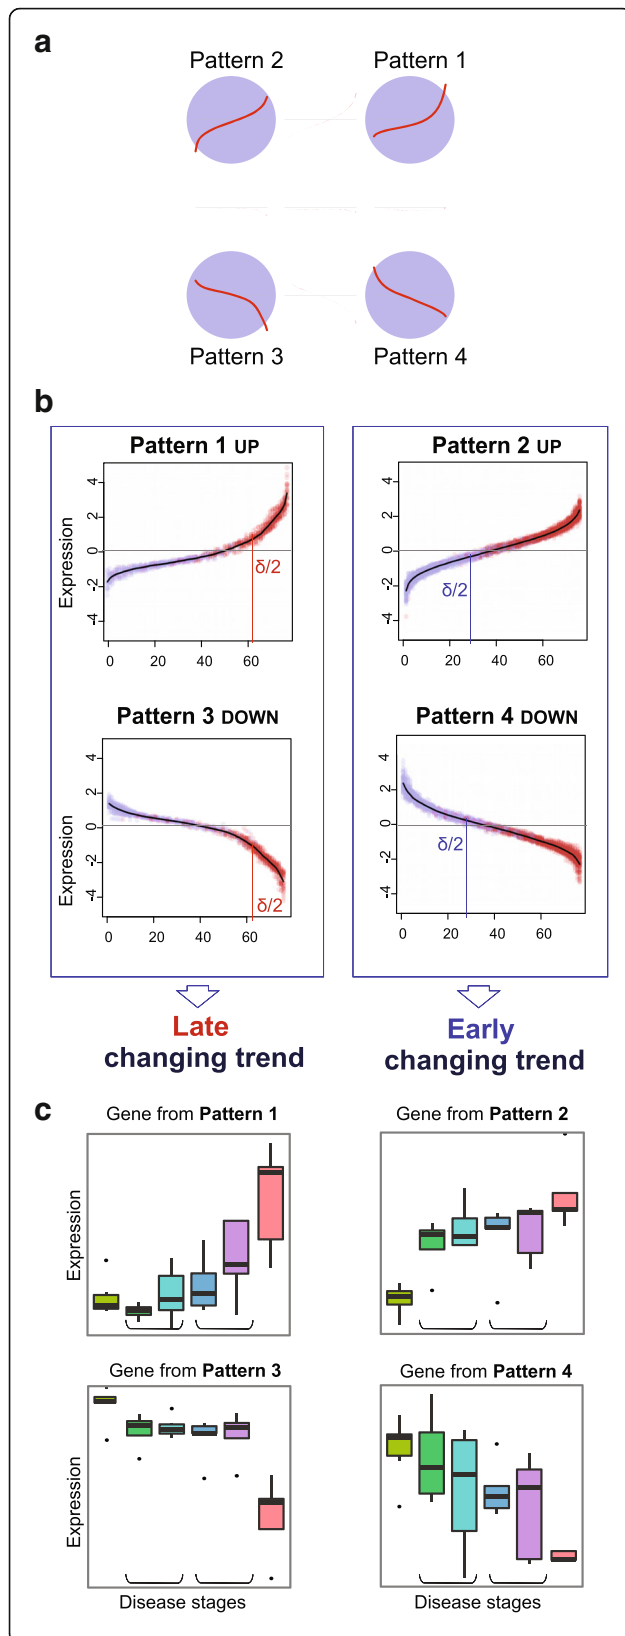 a
Pattern 2
Pattern 1
Pattern 3
Pattern 4
b
Pattern 1 UP
Pattern 2 UP
Expression
4
2
0
-2
-4
δ/2
0 20 40 60
4
2
0
-2
-4
δ/2
0 20 40 60
Pattern 3 DOWN
Pattern 4 DOWN
Expression
4
2
0
-2
-4
δ/2
0 20 40 60
4
2
0
-2
-4
δ/2
0 20 40 60
Late
changing trend
Early
changing trend
c
Gene from Pattern 1
Gene from Pattern 2
Expression
Gene from Pattern 3
Gene from Pattern 4
Expression
Disease stages
Disease stages